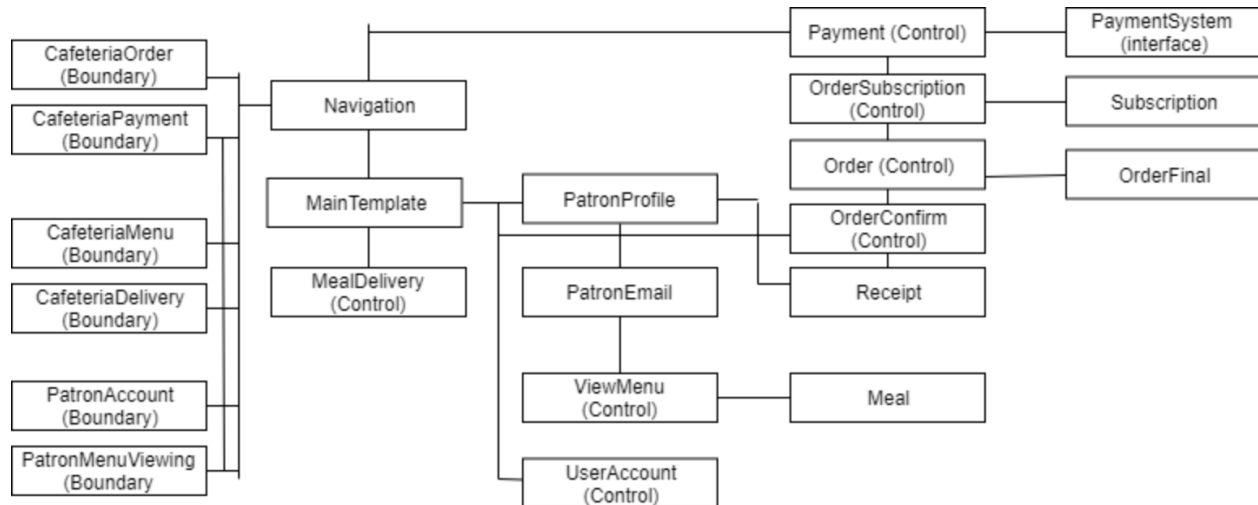 CafeteriaOrder
(Boundary)
CafeteriaPayment
(Boundary)
CafeteriaMenu
(Boundary)
CafeteriaDelivery
(Boundary)
PatronAccount
(Boundary)
PatronMenuViewing
(Boundary
Navigation
MainTemplate
MealDelivery
(Control)
PatronProfile
PatronEmail
ViewMenu
(Control)
UserAccount
(Control)
Payment (Control)
OrderSubscription
(Control)
Order (Control)
OrderConfirm
(Control)
Receipt
Meal
PaymentSystem
(interface)
Subscription
OrderFinal